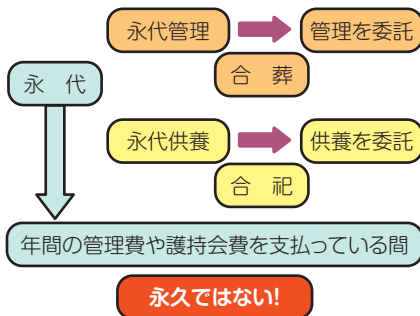 永代管理
管理を委託
合 葬
永 代
永代供養
供養を委託
合 祀
年間の管理費や護持会費を支払っている間
永久ではない!